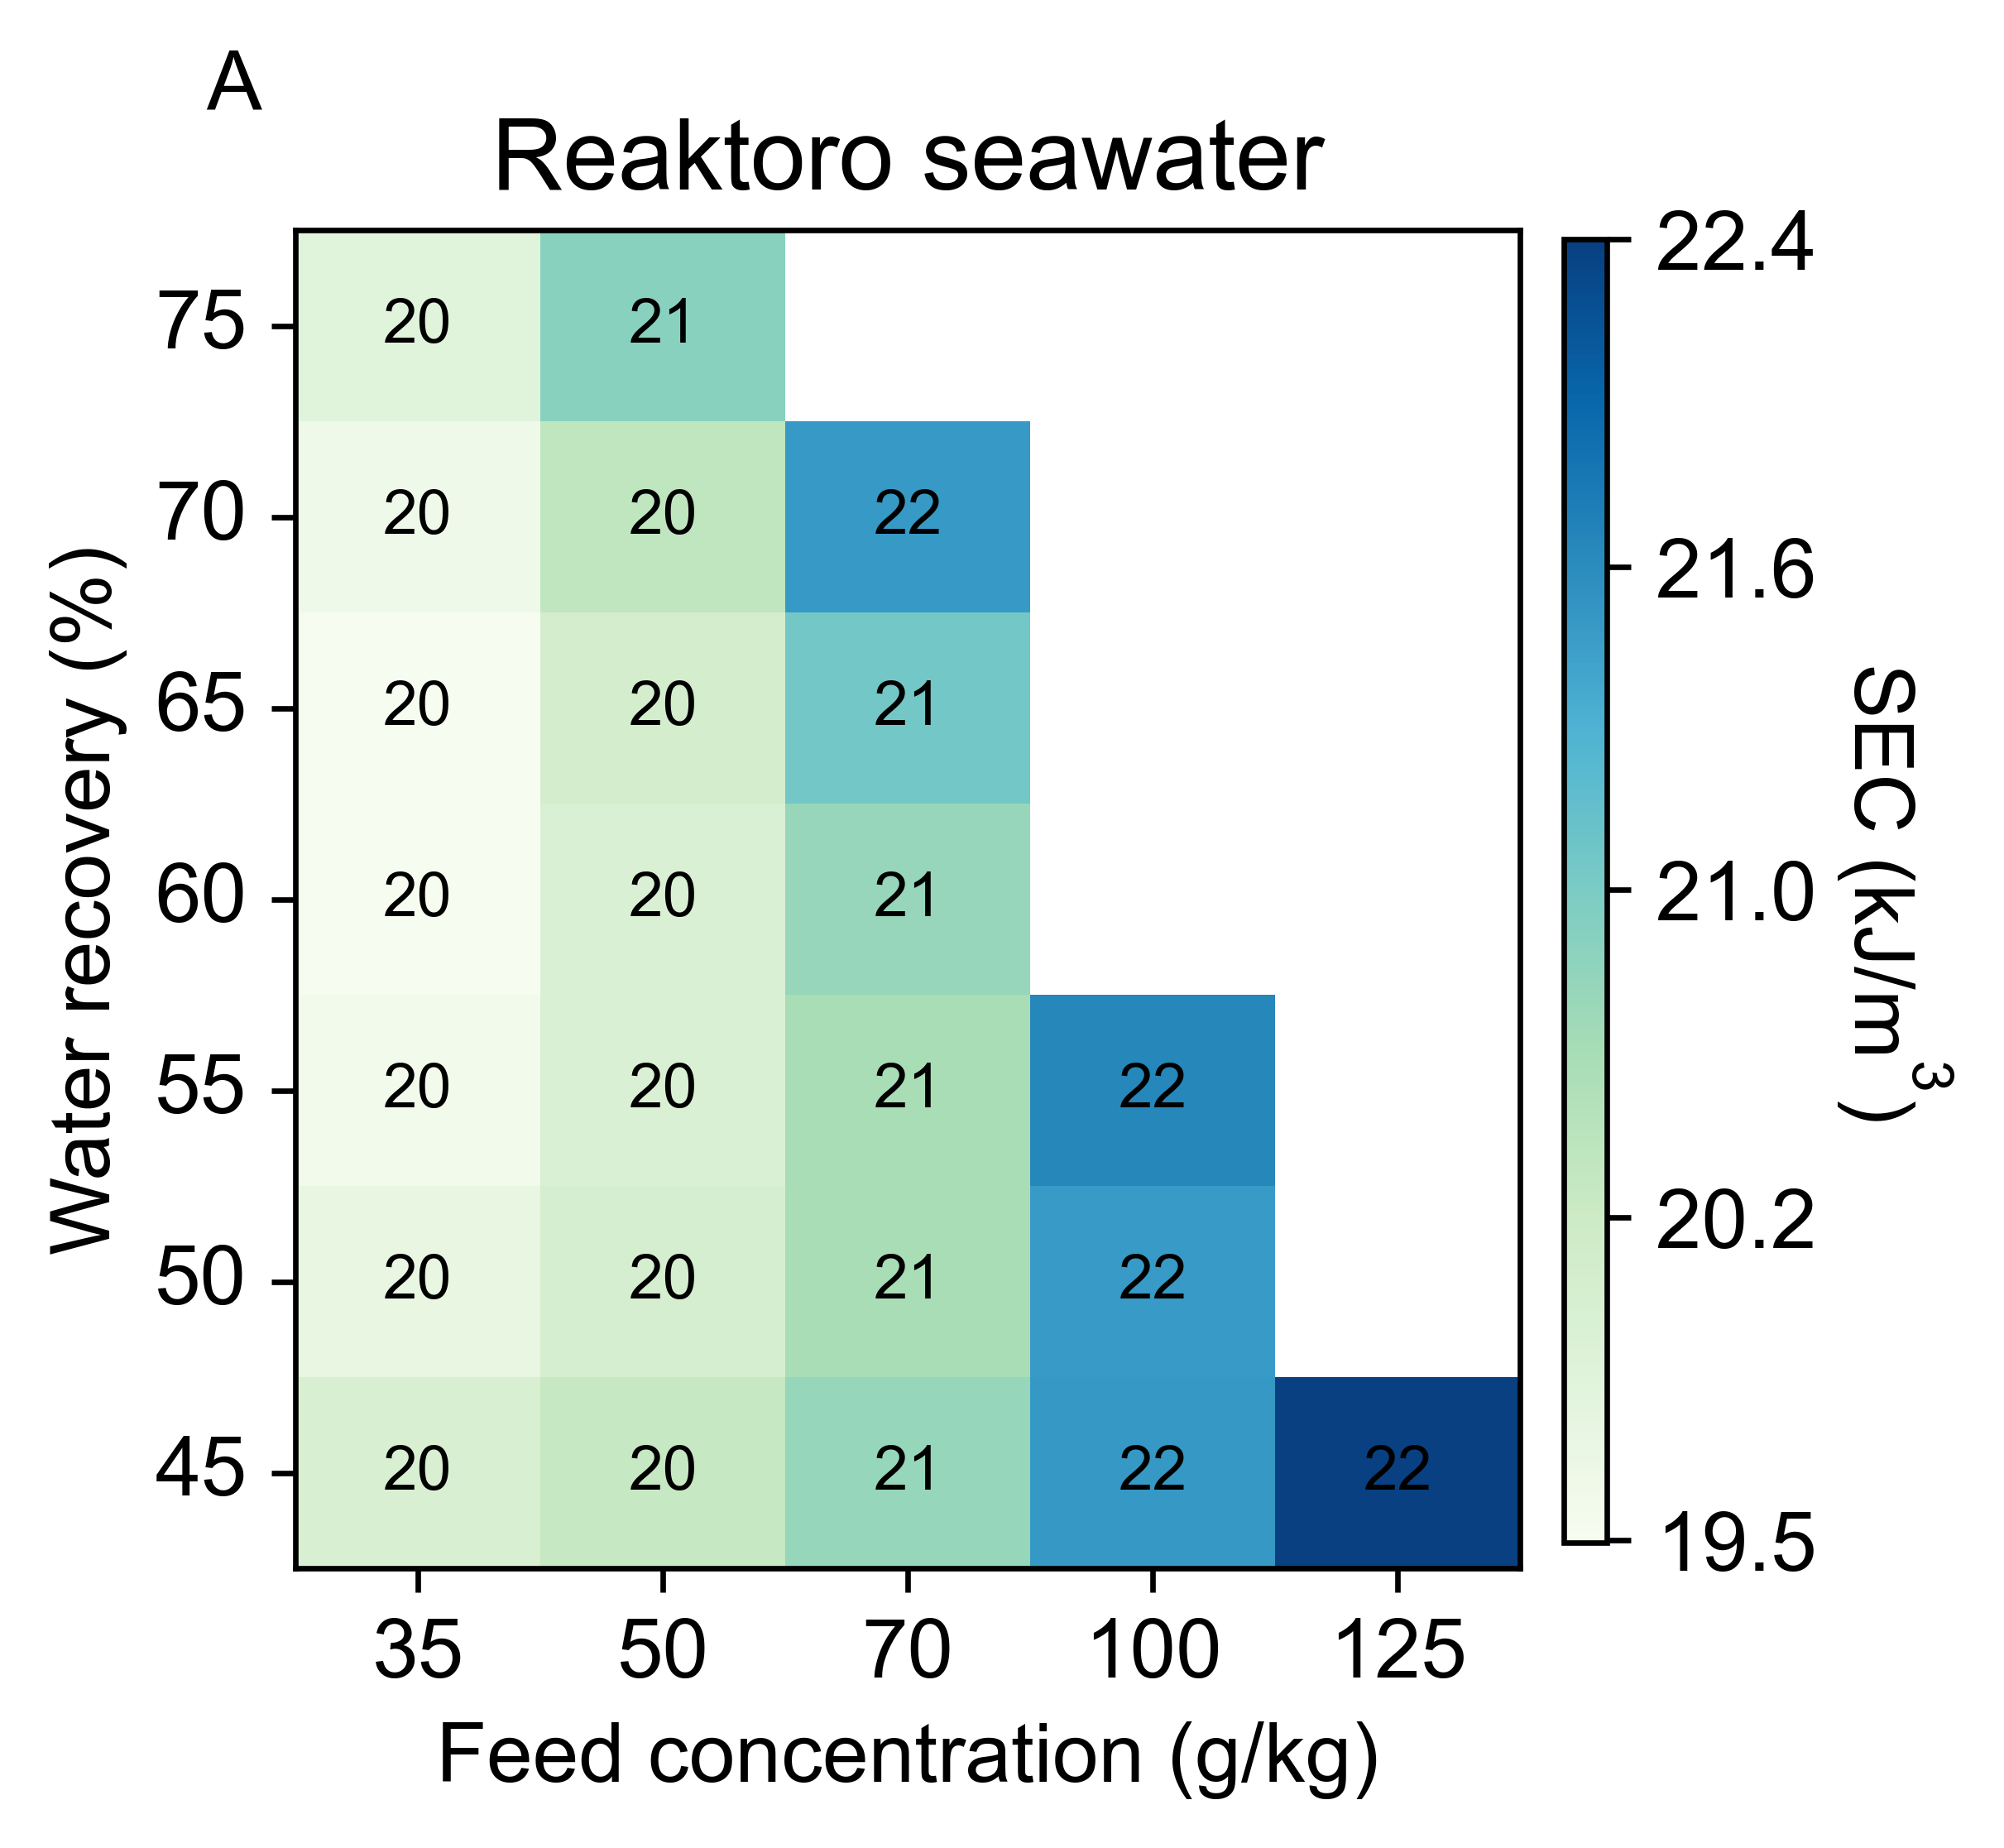 A
Reaktoro seawater
75 20 21
70 20 20 22
65 20 20 21
60 20 20 21
55 20 20 21 22
50 20 20 21 22
45 20 20 21 22 22
35 50 70 100 125
Feed concentration (g/kg)
Water recovery (%)
22.4
21.6
21.0
20.2
19.5
SEC (kJ/m³)